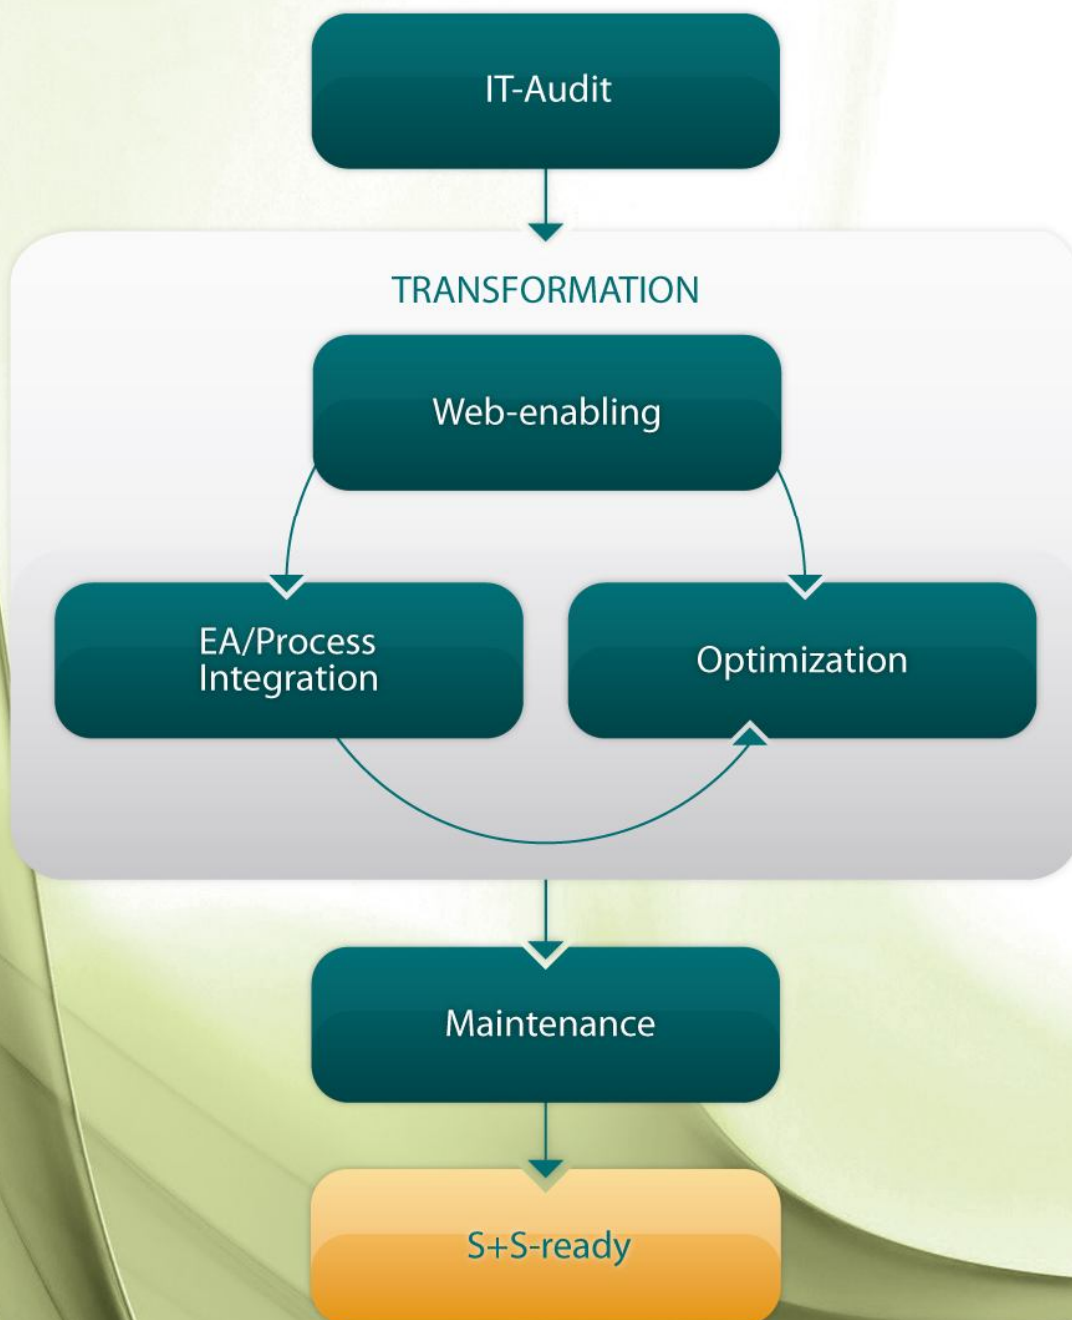 IT-Audit
TRANSFORMATION
Web-enabling
EA/Process
Integration
Optimization
Maintenance
S+S-ready